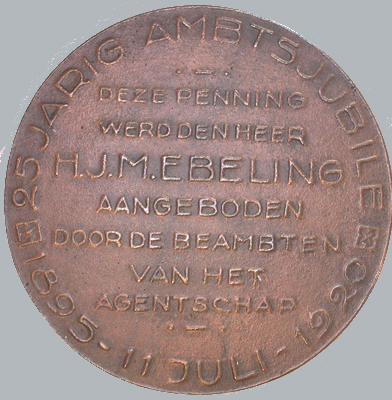 25 JARIG AMBTSJUBILE
DEZE PENNING
WERD DEN HEER
H.J.M. EBELING
AANGEBODEN
DOOR DE BEAMBTEN
VAN HET
AGENTSCHAP
1895 - 11 JULI - 1920